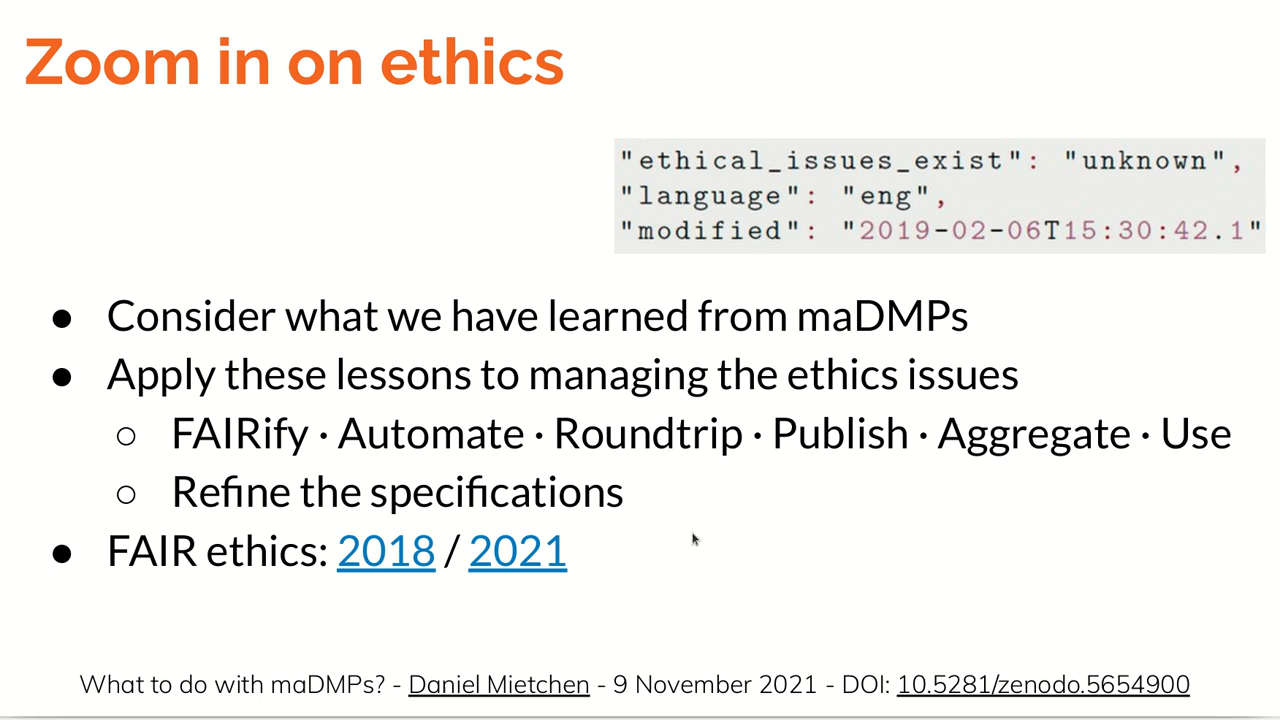 Zoom in on ethics
"ethical_issues_exist": "unknown",
"language": "eng",
"modified": "2019-02-06T15:30:42.1"
● Consider what we have learned from maDMPs
● Apply these lessons to managing the ethics issues
○ FAIRify · Automate · Roundtrip · Publish · Aggregate · Use
○ Refine the specifications
● FAIR ethics: 2018 / 2021
What to do with maDMPs? - Daniel Mietchen - 9 November 2021 - DOI: 10.5281/zenodo.5654900